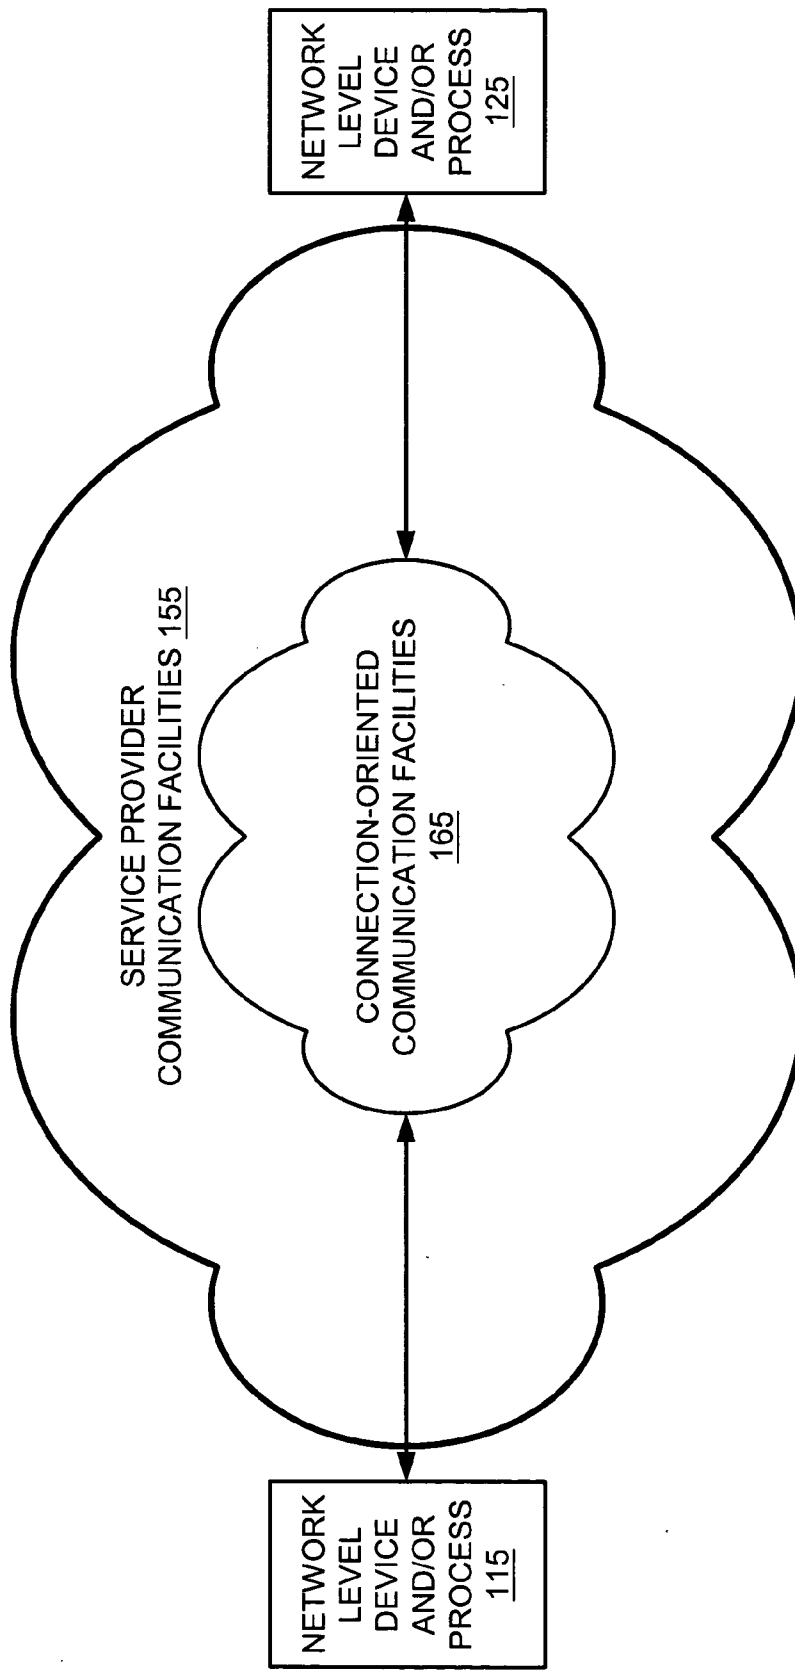 SERVICE PROVIDER
COMMUNICATION FACILITIES 155
NETWORK
LEVEL
DEVICE
AND/OR
PROCESS
115
CONNECTION-ORIENTED
COMMUNICATION FACILITIES
165
NETWORK
LEVEL
DEVICE
AND/OR
PROCESS
125